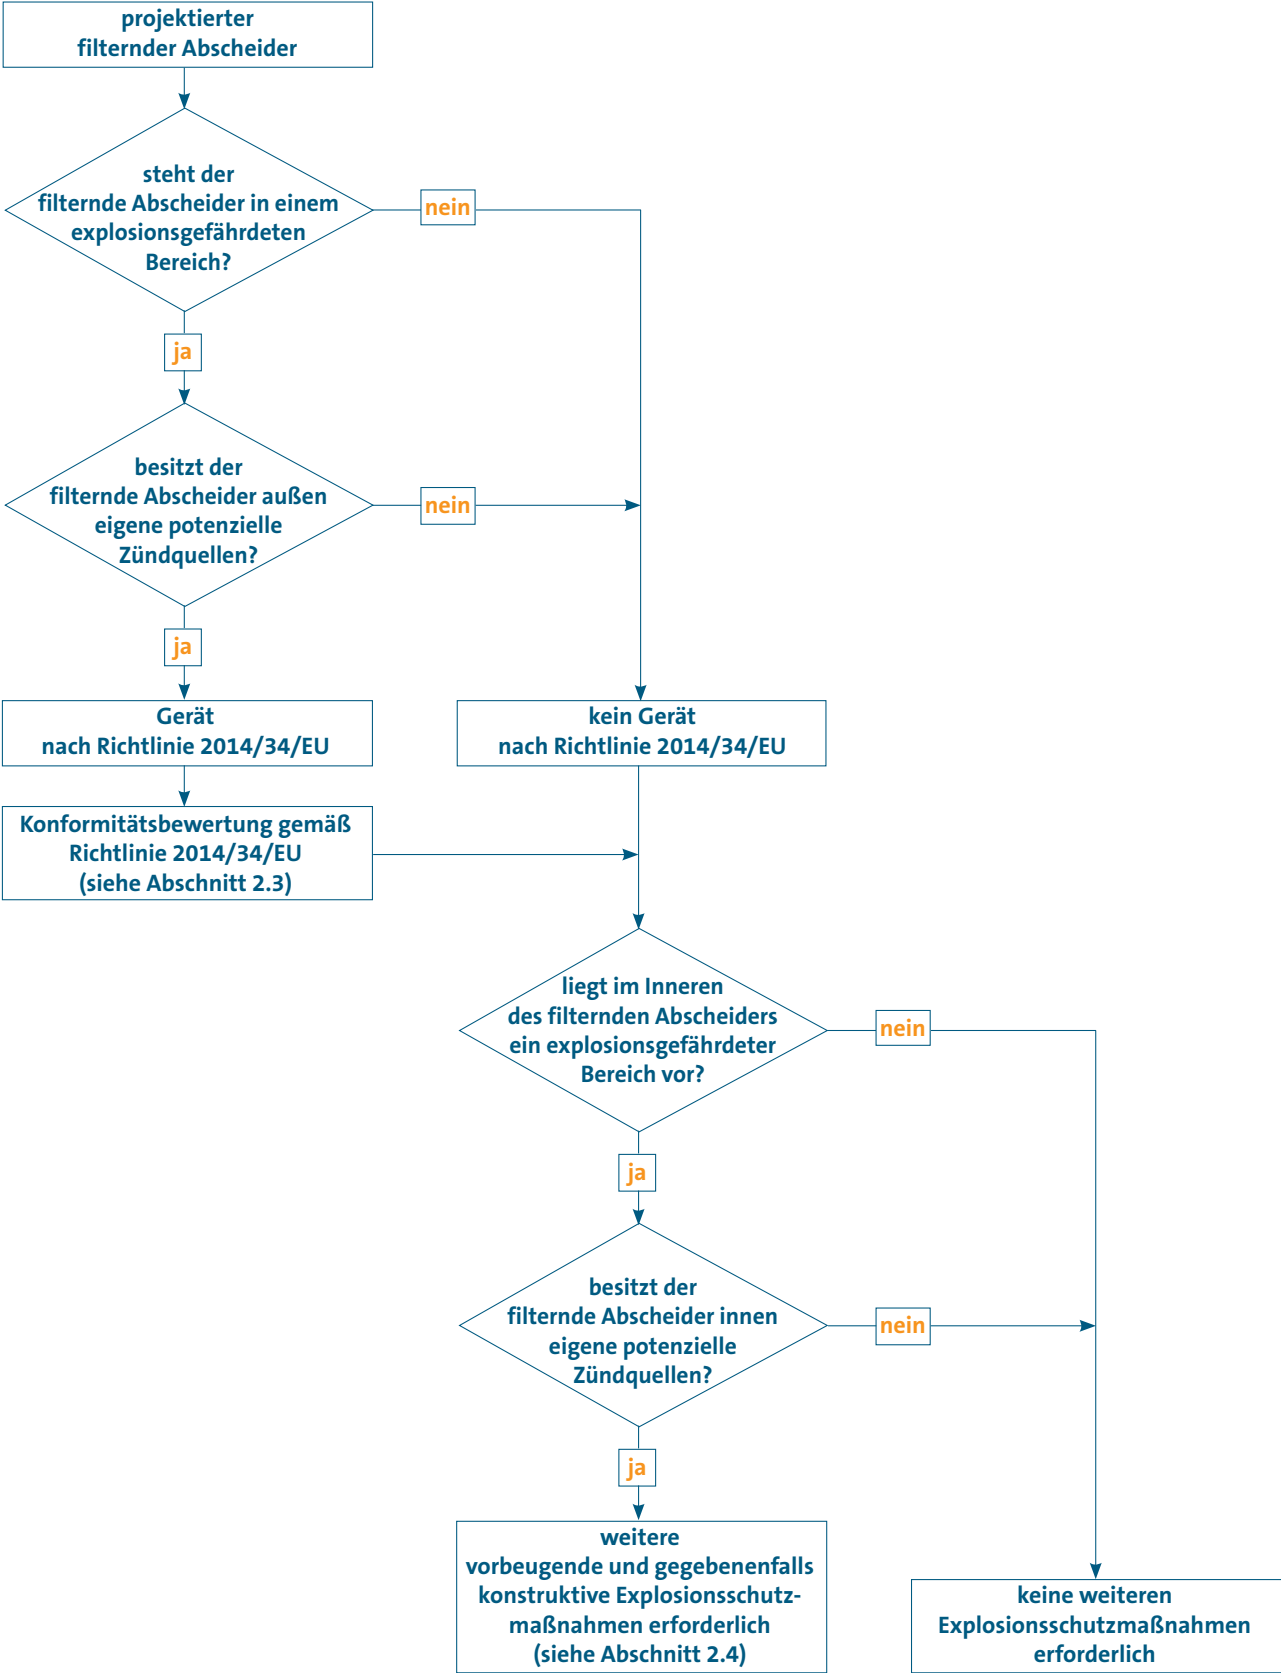 projektierter
filternder Abscheider
steht der
filternde Abscheider in einem
explosionsgefährdeten
Bereich?
nein
ja
besitzt der
filternde Abscheider außen
eigene potenzielle
Zündquellen?
nein
ja
Gerät
nach Richtlinie 2014/34/EU
kein Gerät
nach Richtlinie 2014/34/EU
Konformitätsbewertung gemäß
Richtlinie 2014/34/EU
(siehe Abschnitt 2.3)
liegt im Inneren
des filternden Abscheiders
ein explosionsgefährdeter
Bereich vor?
nein
ja
besitzt der
filternde Abscheider innen
eigene potenzielle
Zündquellen?
nein
ja
weitere
vorbeugende und gegebenenfalls
konstruktive Explosionsschutz-
maßnahmen erforderlich
(siehe Abschnitt 2.4)
keine weiteren
Explosionsschutzmaßnahmen
erforderlich